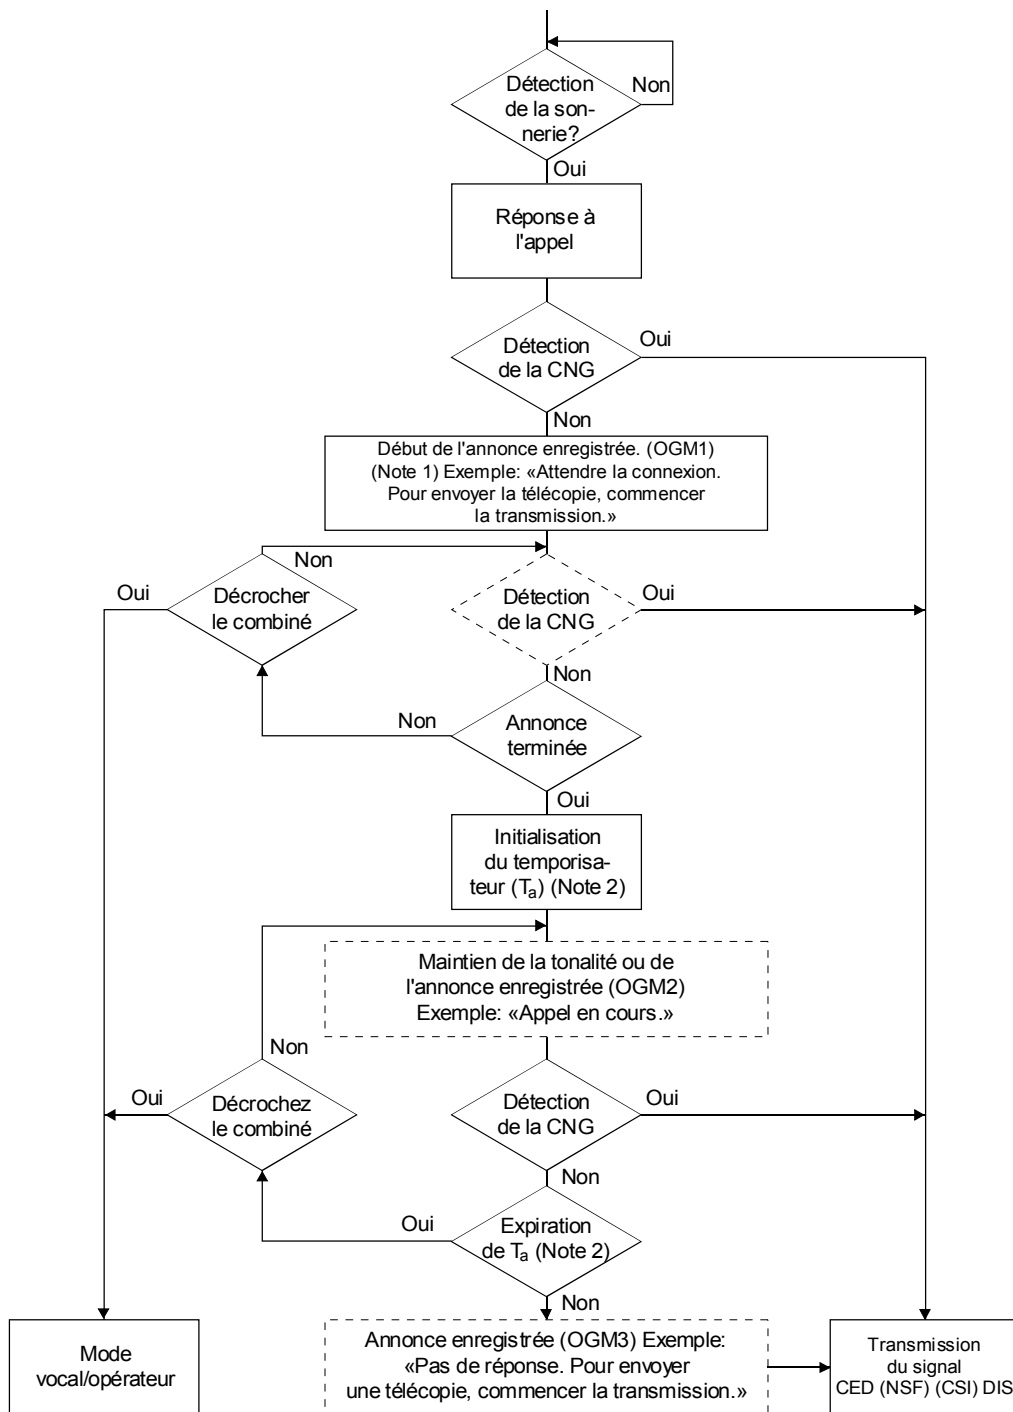 Détection
de la son-
nerie?
Non
Oui
Réponse à
l'appel
Détection
de la CNG
Oui
Non
Début de l'annonce enregistrée. (OGM1)
(Note 1) Exemple: «Attendre la connexion.
Pour envoyer la télécopie, commencer
la transmission.»
Non
Oui
Décrocher
le combiné
Détection
de la CNG
Oui
Non
Non
Annonce
terminée
Oui
Initialisation
du temporisa-
teur (Ta) (Note 2)
Maintien de la tonalité ou de
l'annonce enregistrée (OGM2)
Exemple: «Appel en cours.»
Non
Oui
Décrochez
le combiné
Détection
de la CNG
Oui
Non
Oui
Expiration
de Ta (Note 2)
Non
Mode
vocal/opérateur
Annonce enregistrée (OGM3) Exemple:
«Pas de réponse. Pour envoyer
une télécopie, commencer la transmission.»
Transmission
du signal
CED (NSF) (CSI) DIS